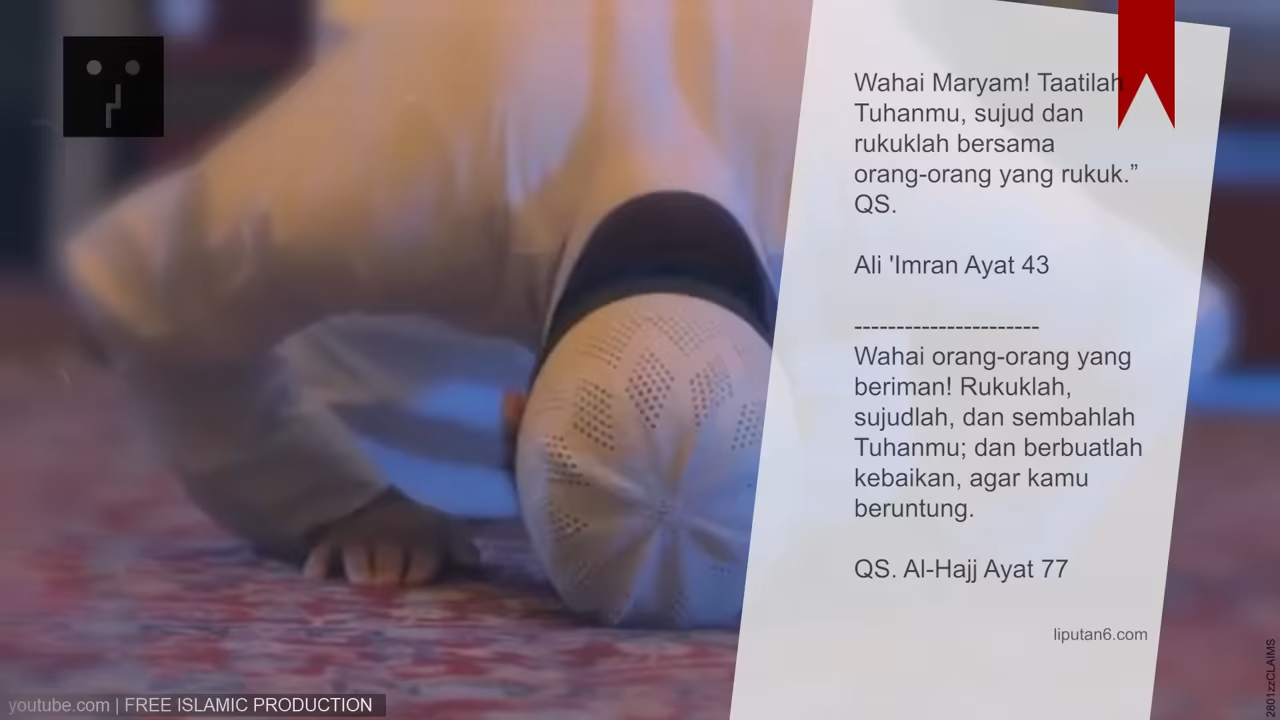 Wahai Maryam! Taatilah
Tuhanmu, sujud dan
rukuklah bersama
orang-orang yang rukuk.”
QS.
Ali 'Imran Ayat 43
----------------------
Wahai orang-orang yang
beriman! Rukuklah,
sujudlah, dan sembahlah
Tuhanmu; dan berbuatlah
kebaikan, agar kamu
beruntung.
QS. Al-Hajj Ayat 77
liputan6.com
youtube.com | FREE ISLAMIC PRODUCTION
2801zzCLAIMS